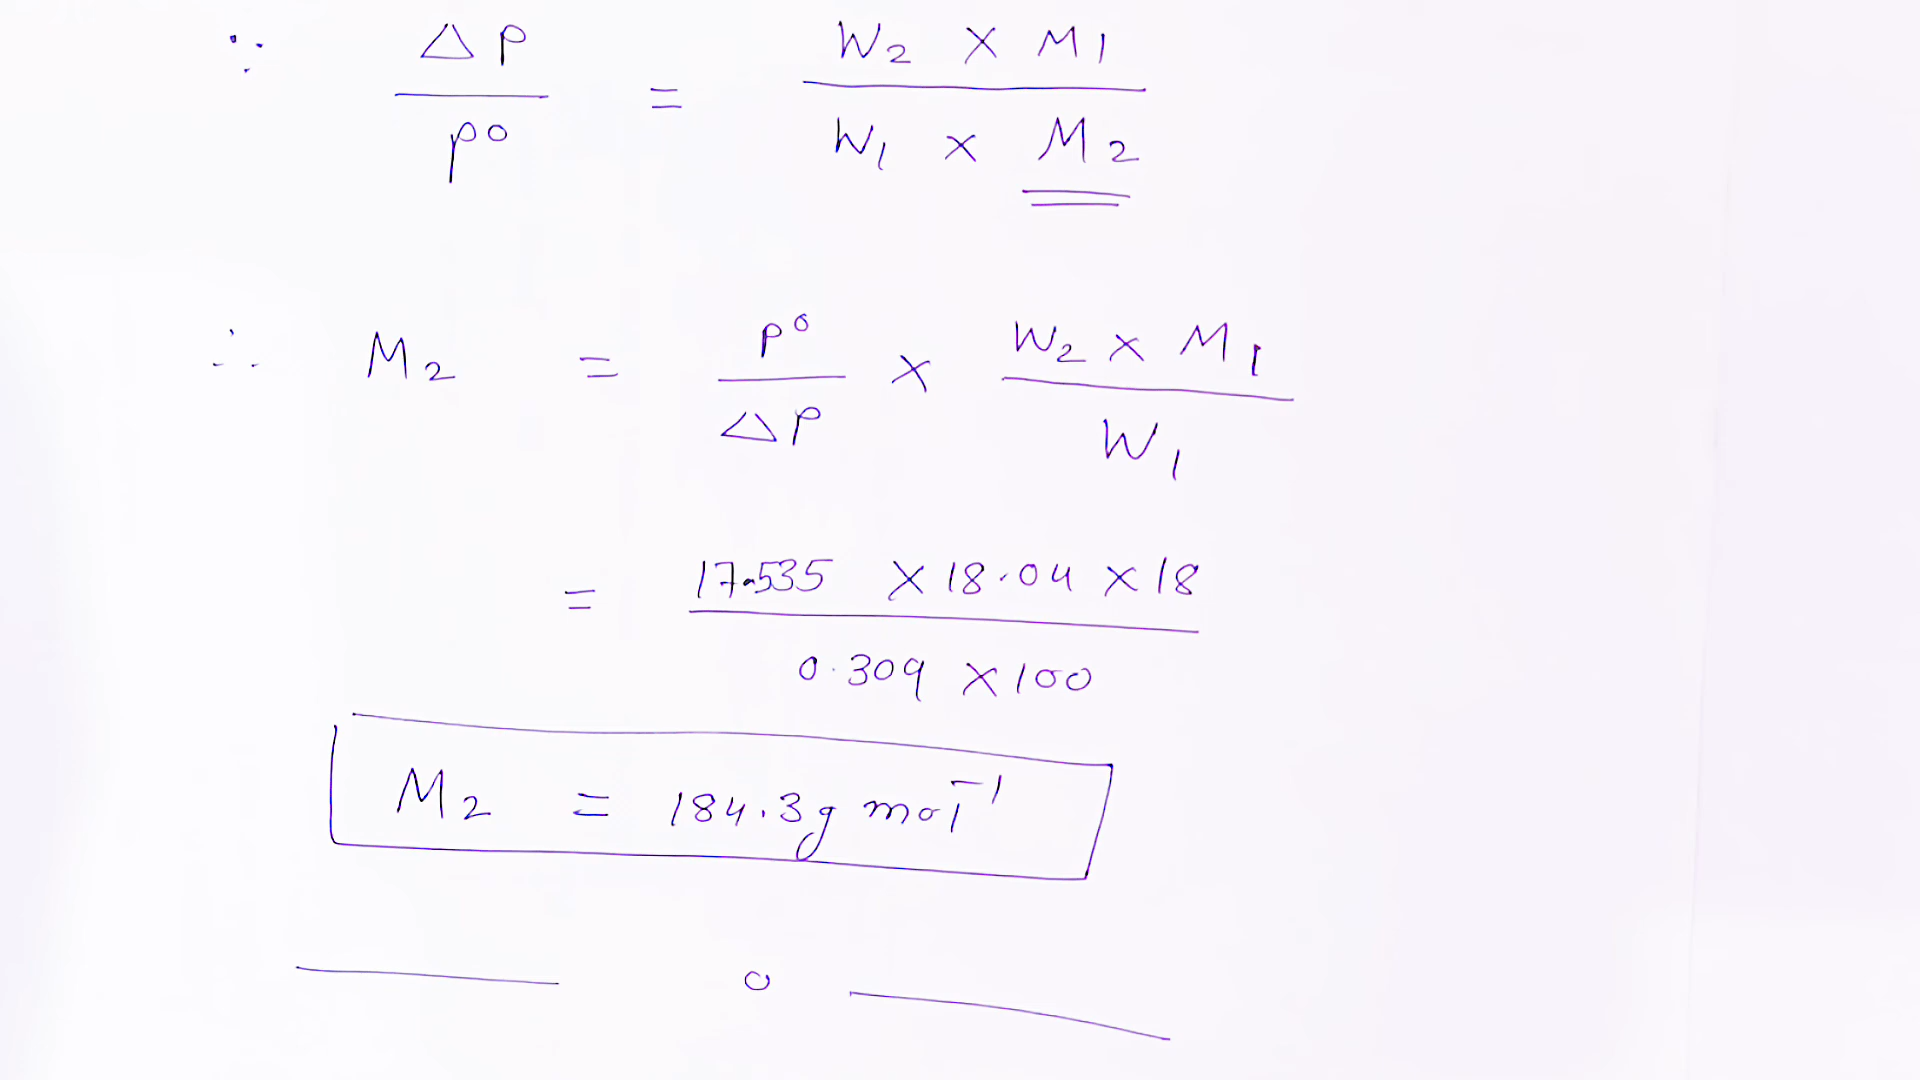 ∵ ΔP / P° = W2 × M1 / W1 × M2
∴ M2 = P° / ΔP × W2 × M1 / W1
= 17.535 × 18.04 × 18 / 0.309 × 100
M2 = 184.3g mol⁻¹